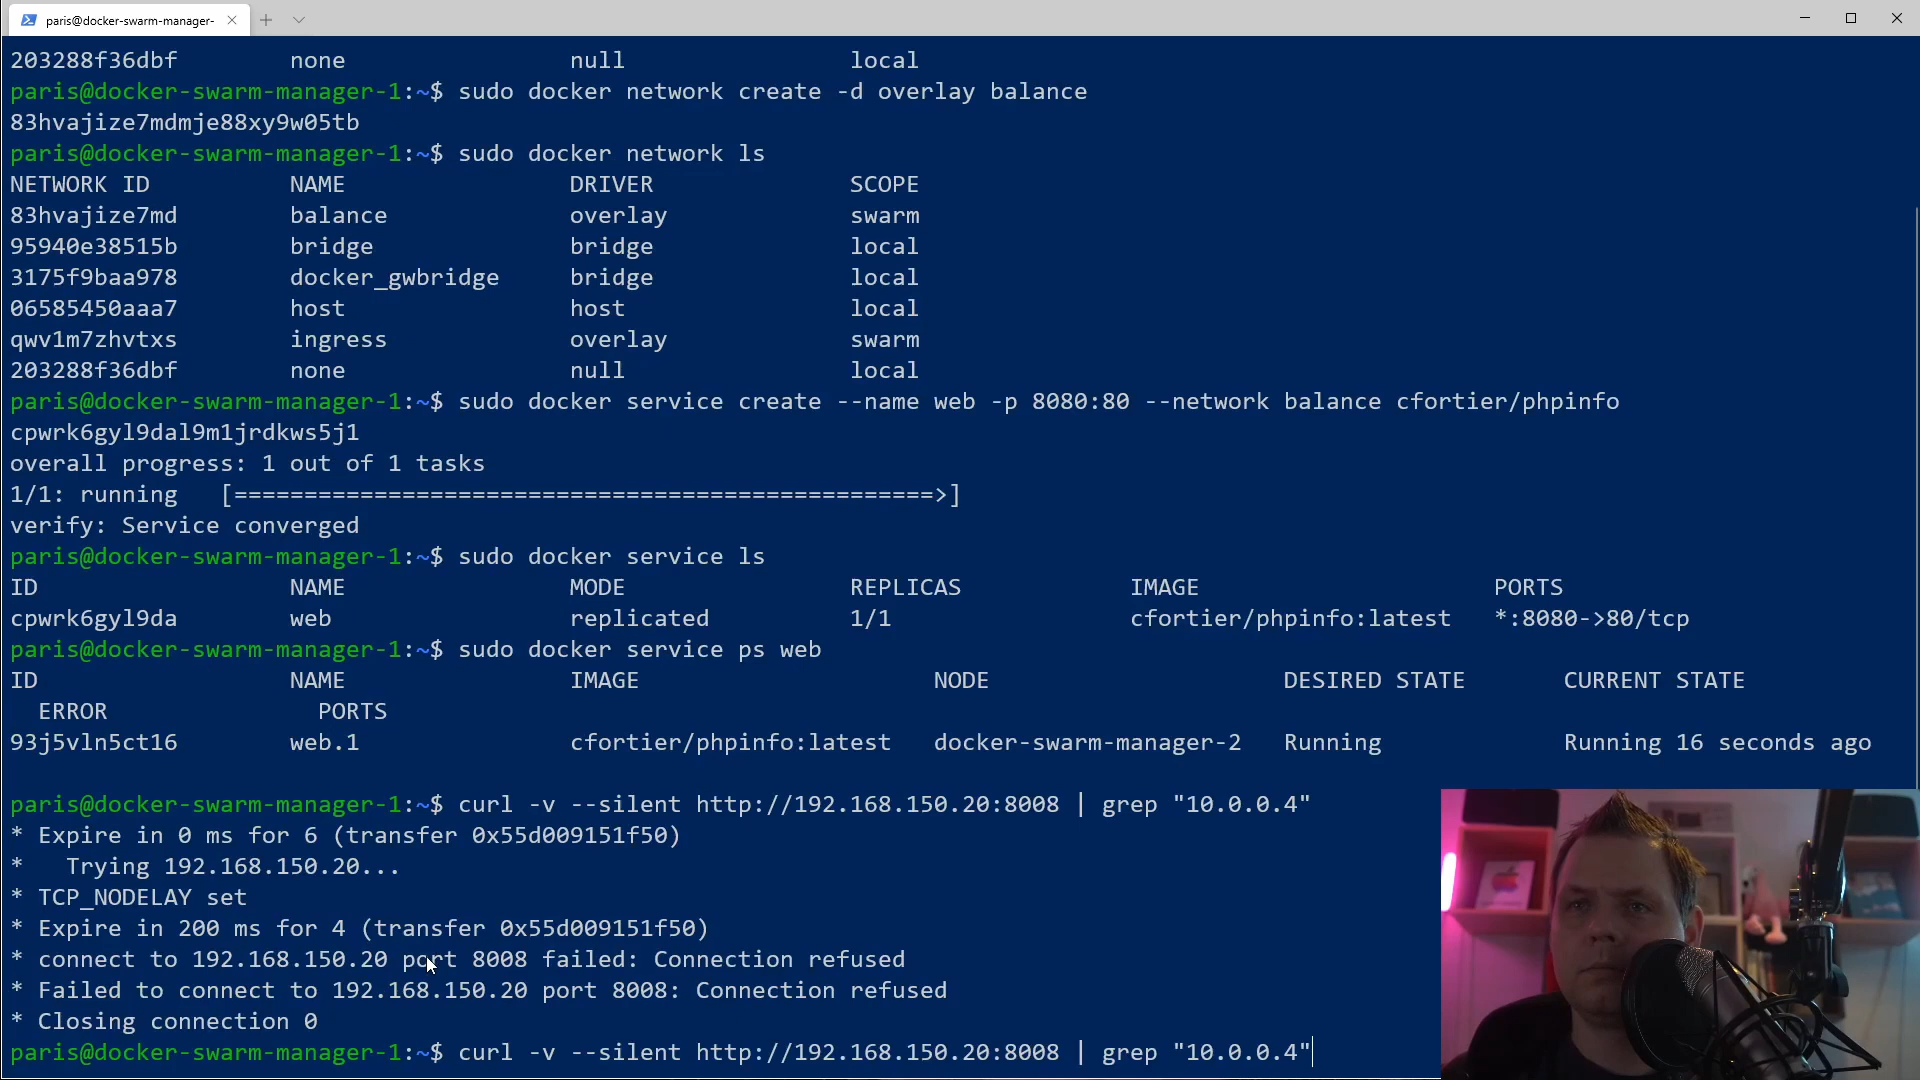 paris@docker-swarm-manager-
203288f36dbf none null local
paris@docker-swarm-manager-1:~$ sudo docker network create -d overlay balance
83hvajize7mdmje88xy9w05tb
paris@docker-swarm-manager-1:~$ sudo docker network ls
NETWORK ID NAME DRIVER SCOPE
83hvajize7md balance overlay swarm
95940e38515b bridge bridge local
3175f9baa978 docker_gwbridge bridge local
06585450aaa7 host host local
qwv1m7zhvtxs ingress overlay swarm
203288f36dbf none null local
paris@docker-swarm-manager-1:~$ sudo docker service create --name web -p 8080:80 --network balance cfortier/phpinfo
cpwrk6gyl9dal9m1jrdkws5j1
overall progress: 1 out of 1 tasks
1/1: running [==================================================>]
verify: Service converged
paris@docker-swarm-manager-1:~$ sudo docker service ls
ID NAME MODE REPLICAS IMAGE PORTS
cpwrk6gyl9da web replicated 1/1 cfortier/phpinfo:latest *:8080->80/tcp
paris@docker-swarm-manager-1:~$ sudo docker service ps web
ID NAME IMAGE NODE DESIRED STATE CURRENT STATE
ERROR PORTS
93j5vln5ct16 web.1 cfortier/phpinfo:latest docker-swarm-manager-2 Running Running 16 seconds ago
paris@docker-swarm-manager-1:~$ curl -v --silent http://192.168.150.20:8008 | grep "10.0.0.4"
* Expire in 0 ms for 6 (transfer 0x55d009151f50)
* Trying 192.168.150.20...
* TCP_NODELAY set
* Expire in 200 ms for 4 (transfer 0x55d009151f50)
* connect to 192.168.150.20 port 8008 failed: Connection refused
* Failed to connect to 192.168.150.20 port 8008: Connection refused
* Closing connection 0
paris@docker-swarm-manager-1:~$ curl -v --silent http://192.168.150.20:8008 | grep "10.0.0.4"